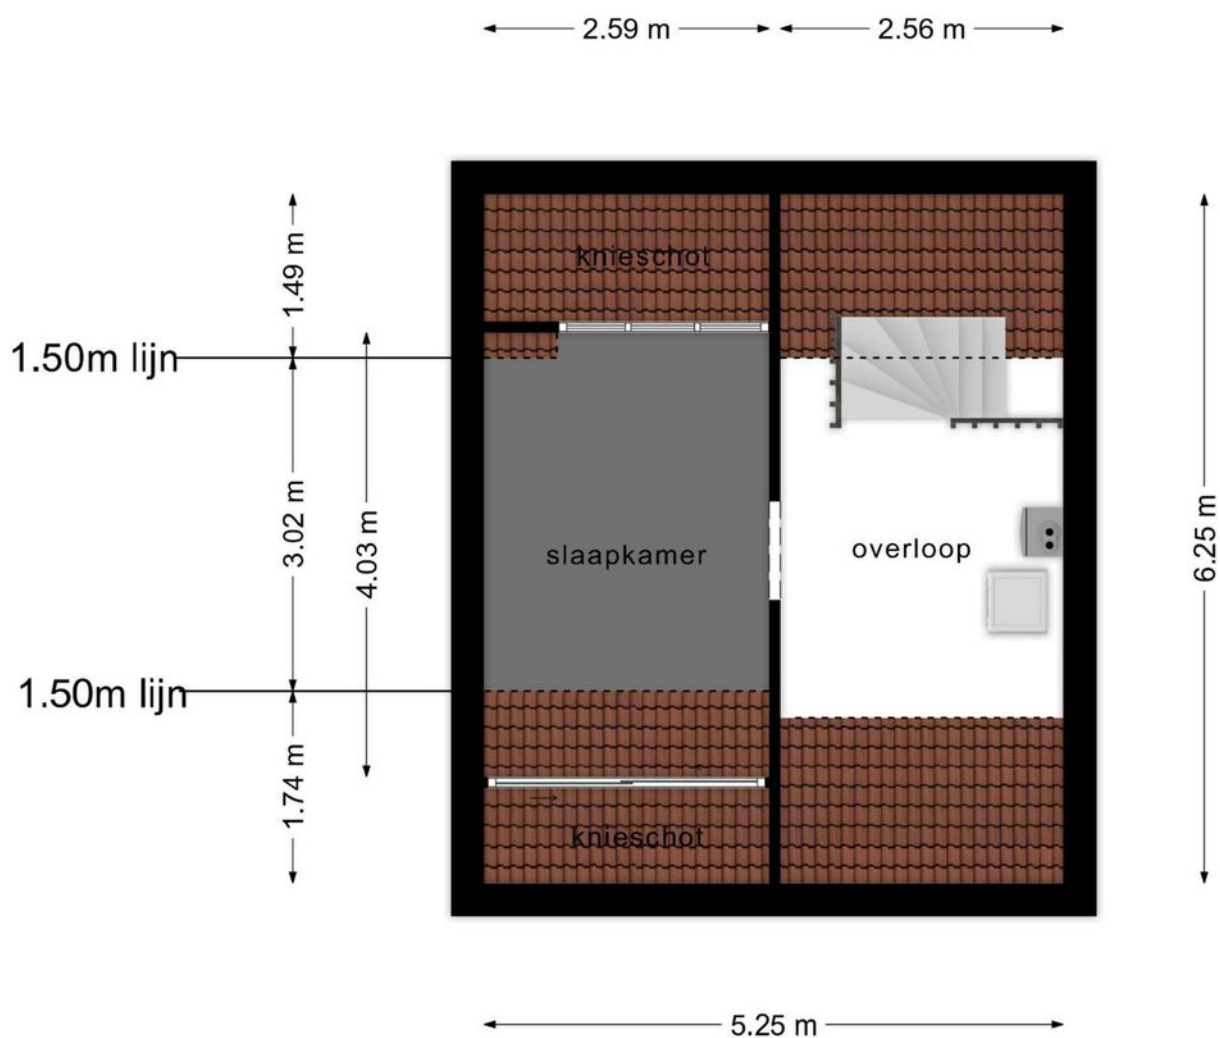 2.59 m
2.56 m
knieschot
1.49 m
1.50m lijn
3.02 m
4.03 m
6.25 m
slaapkamer
overloop
1.50m lijn
1.74 m
knieschot
5.25 m